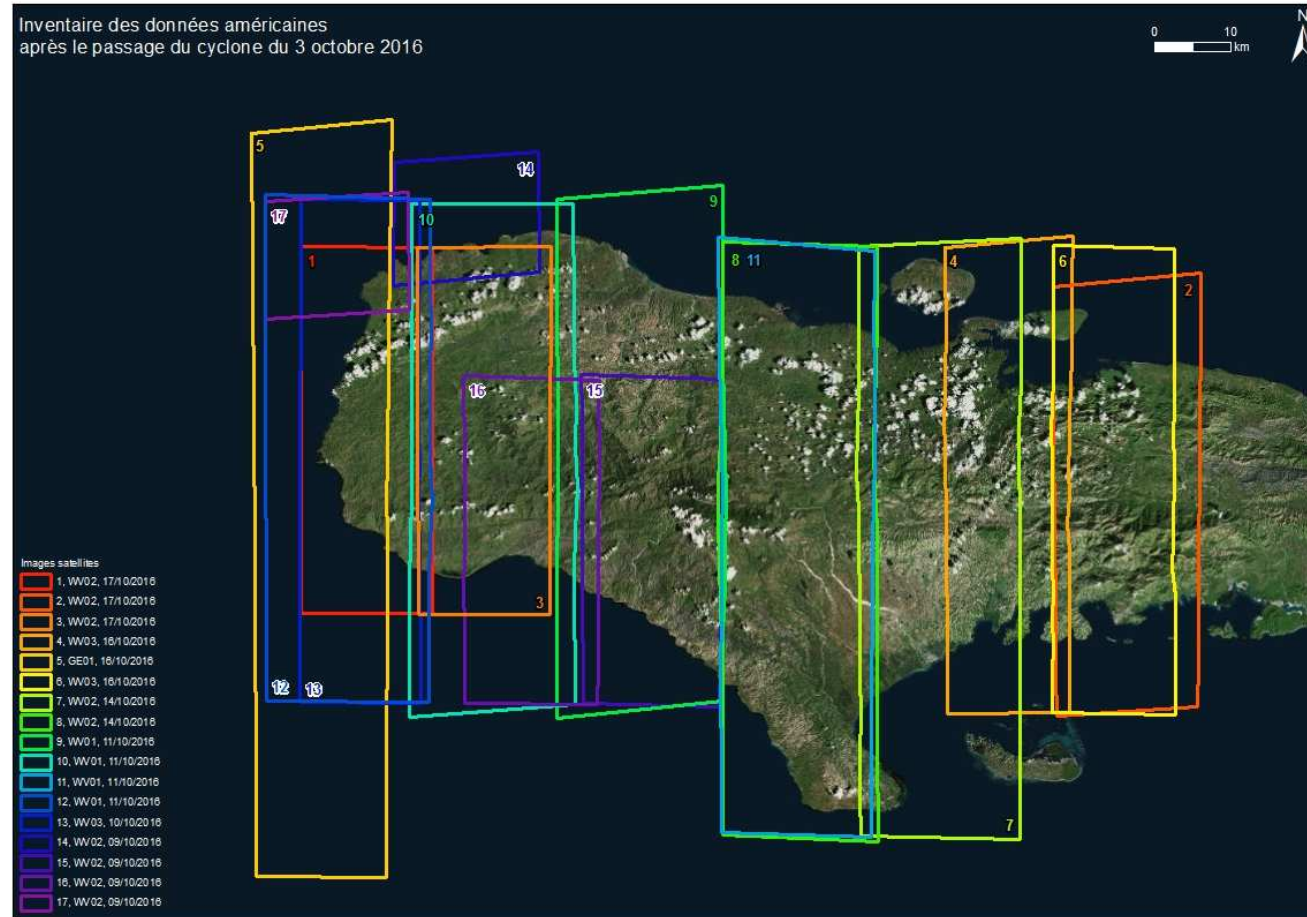 Inventaire des données américaines
après le passage du cyclone du 3 octobre 2016
N
0 10
km
5
14
17
10
9
1
8 11
4
6
2
16
15
3
12 13
7
Images satellites
1, WV02, 17/10/2016
2, WV02, 17/10/2016
3, WV02, 17/10/2016
4, WV03, 16/10/2016
5, GE01, 16/10/2016
6, WV03, 16/10/2016
7, WV02, 14/10/2016
8, WV02, 14/10/2016
9, WV01, 11/10/2016
10, WV01, 11/10/2016
11, WV01, 11/10/2016
12, WV01, 11/10/2016
13, WV03, 10/10/2016
14, WV02, 09/10/2016
15, WV02, 09/10/2016
16, WV02, 09/10/2016
17, WV02, 09/10/2016